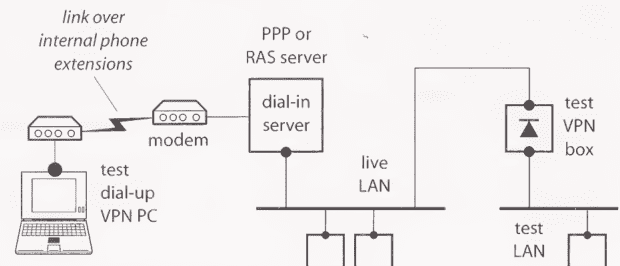 link over
internal phone
extensions
PPP or
RAS server
dial-in
server
modem
test
dial-up
VPN PC
live
LAN
test
VPN
box
test
LAN